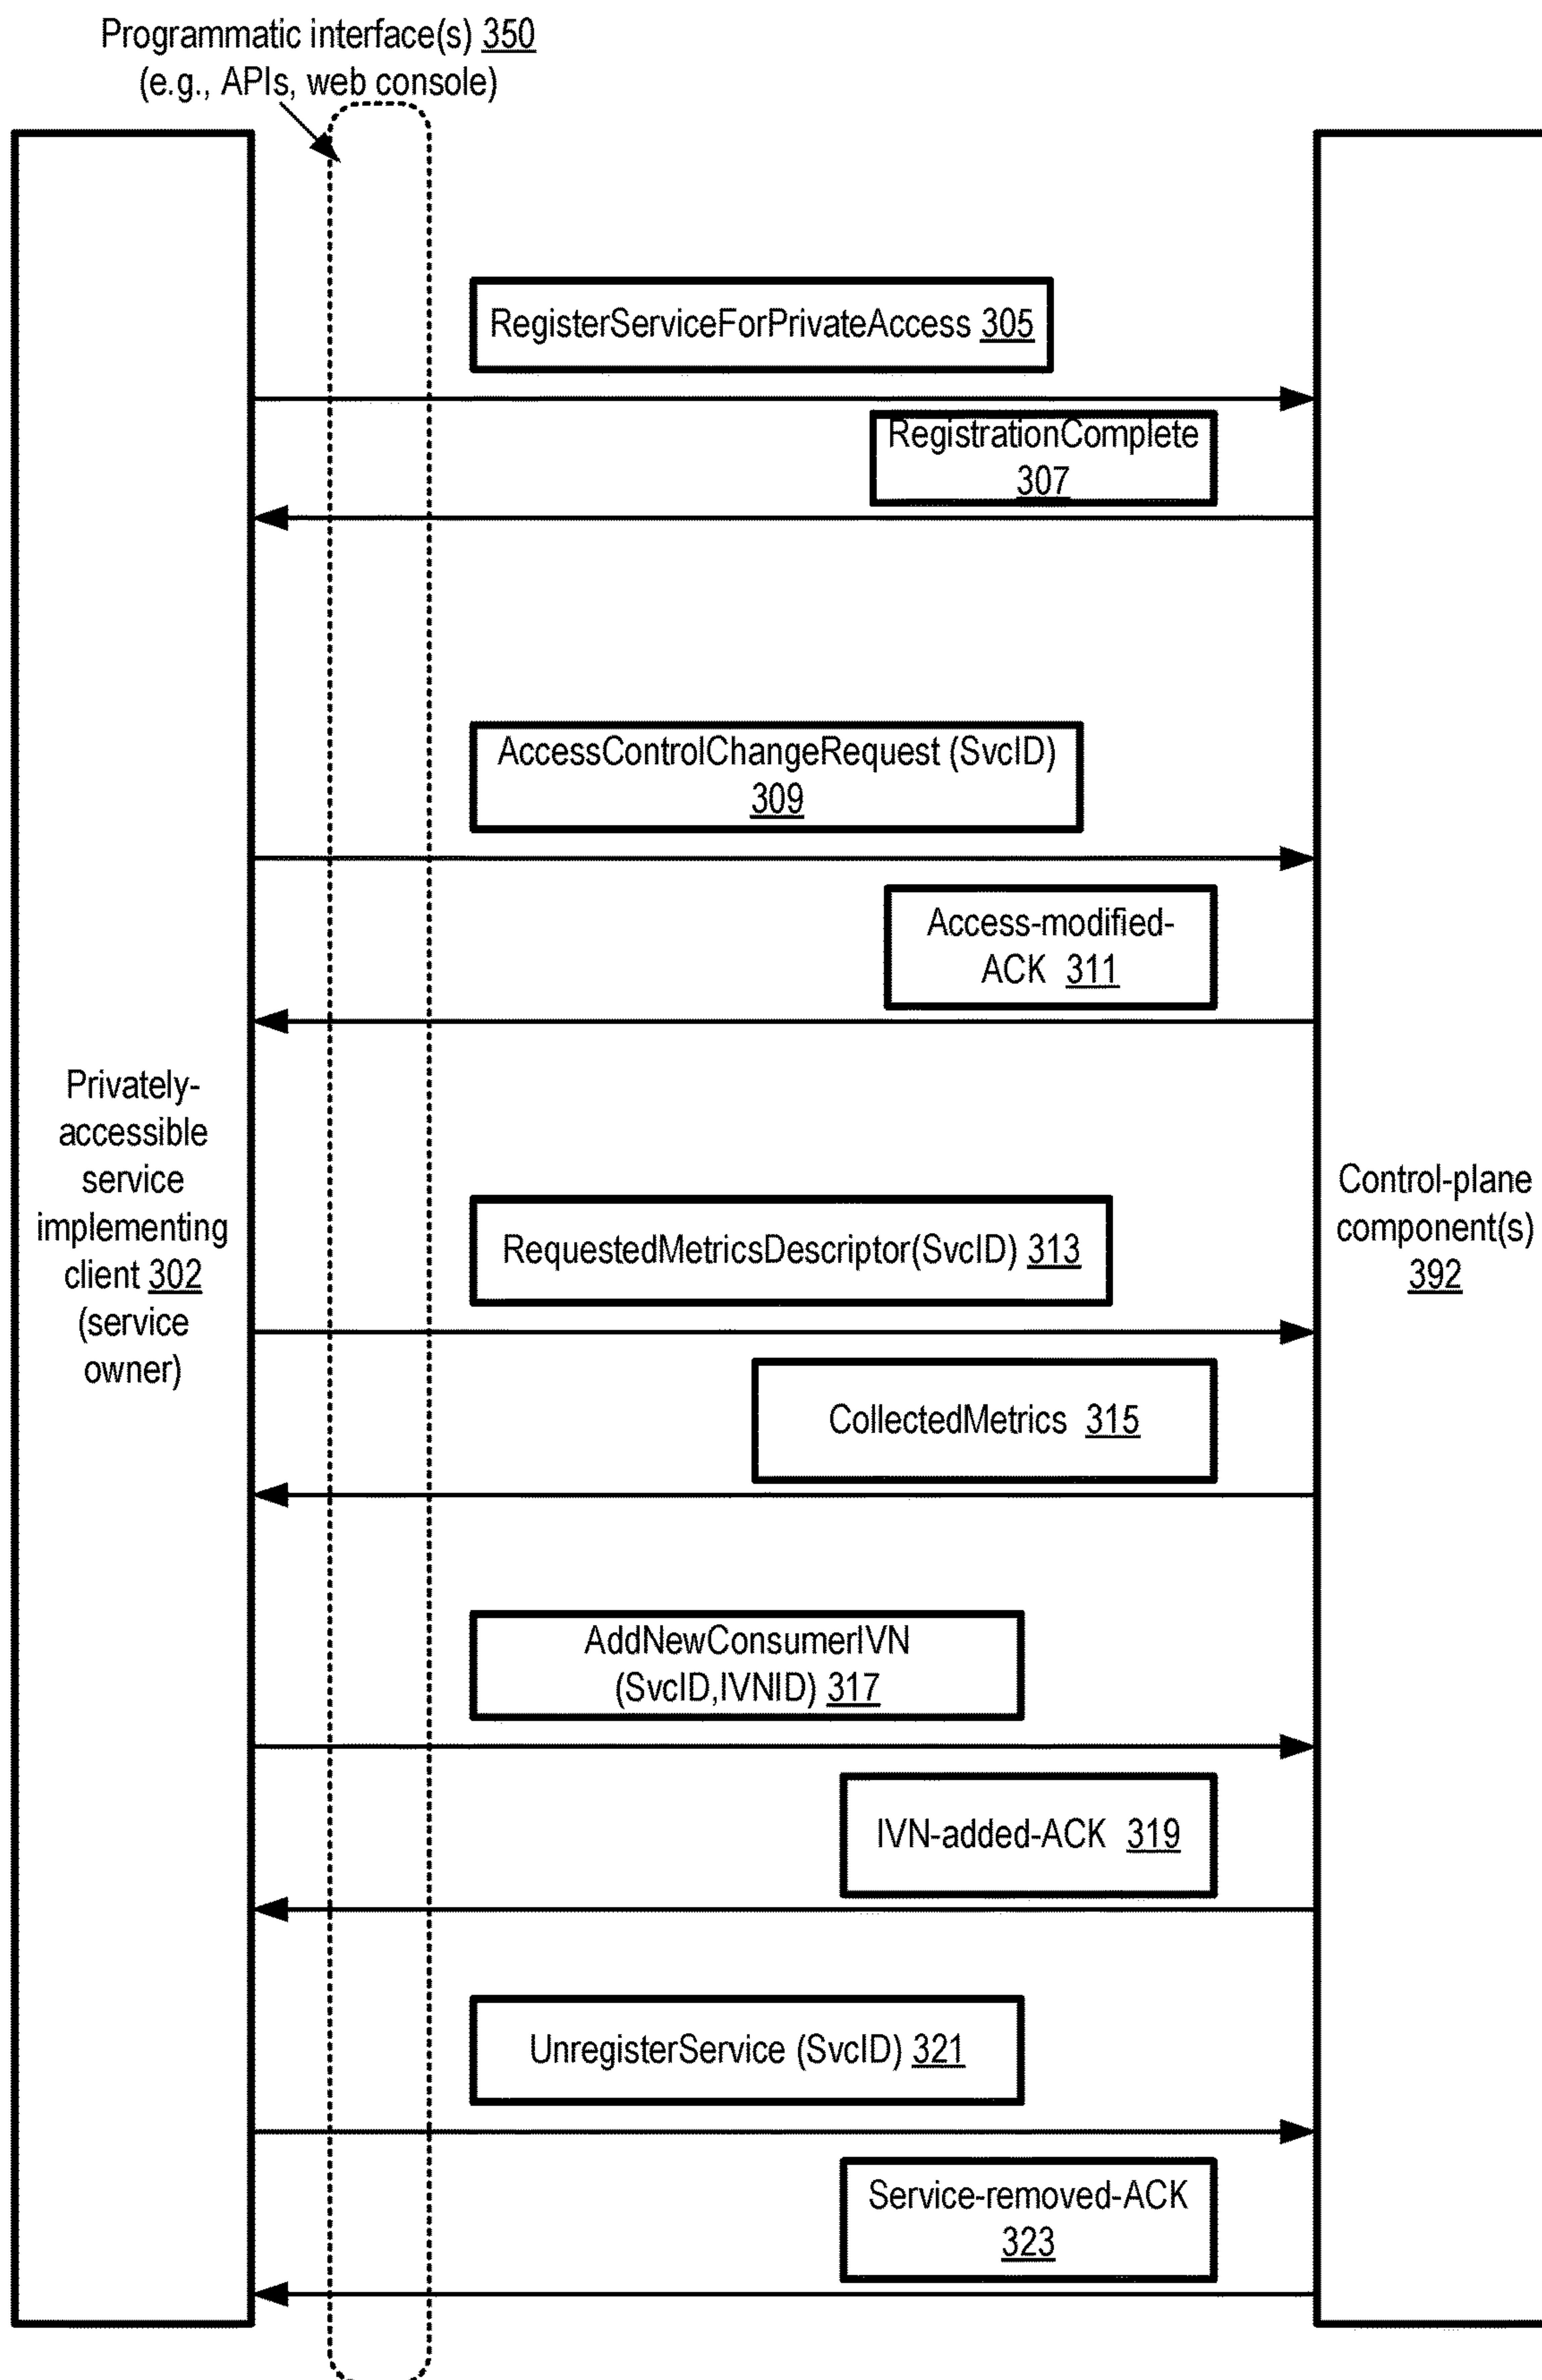 Programmatic interface(s) 350
(e.g., APIs, web console)
RegisterServiceForPrivateAccess 305
RegistrationComplete
307
AccessControlChangeRequest (SvcID)
309
Access-modified-
ACK 311
Privately-
accessible
service
implementing
client 302
(service
owner)
Control-plane
component(s)
392
RequestedMetricsDescriptor(SvcID) 313
CollectedMetrics 315
AddNewConsumerIVN
(SvcID,IVNID) 317
IVN-added-ACK 319
UnregisterService (SvcID) 321
Service-removed-ACK
323